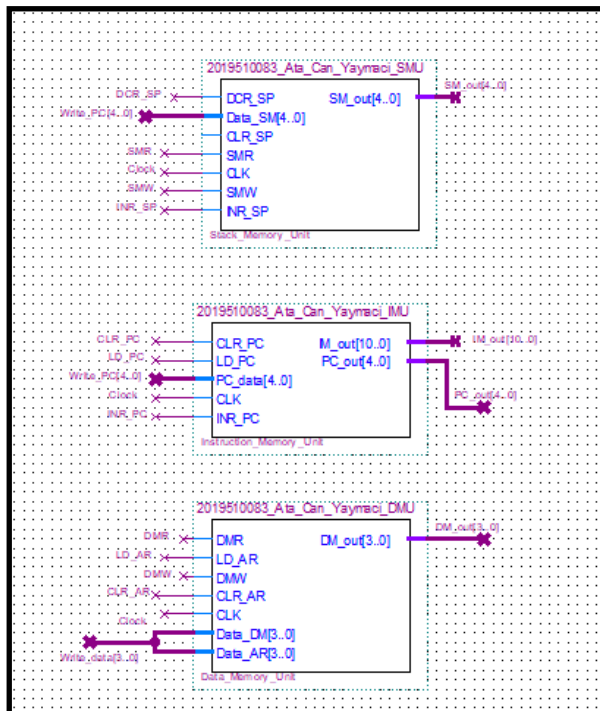 2019510083_Ata_Can_Yaymaci_SMU
DCR_SP DCR_SP SM_out[4..0] SM_out[4..0]
Write_PC[4..0] Data_SM[4..0]
CLR_SP
SMR SMR
Clock CLK
SMW SMW
INR_SP INR_SP
Stack_Memory_Unit
2019510083_Ata_Can_Yaymaci_IMU
CLR_PC CLR_PC IM_out[10..0] IM_out[10..0]
LD_PC LD_PC PC_out[4..0]
Write_PC[4..0] PC_data[4..0]
Clock CLK PC_out[4..0]
INR_PC INR_PC
Instruction_Memory_Unit
2019510083_Ata_Can_Yaymaci_DMU
DMR DMR DM_out[3..0] DM_out[3..0]
LD_AR LD_AR
DMW DMW
CLR_AR CLR_AR
Clock CLK
Data_DM[3..0]
Write_data[3..0] Data_AR[3..0]
Data_Memory_Unit